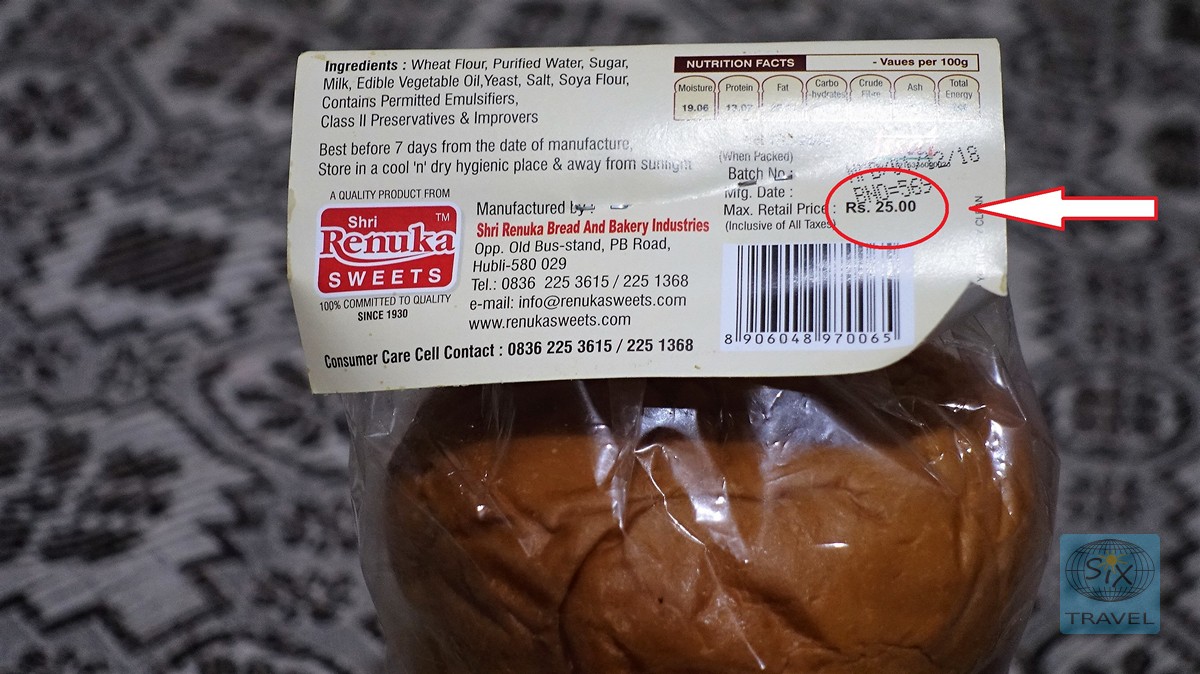 Ingredients : Wheat Flour, Purified Water, Sugar,
Milk, Edible Vegetable Oil,Yeast, Salt, Soya Flour,
Contains Permitted Emulsifiers,
Class II Preservatives & Improvers
Best before 7 days from the date of manufacture,
Store in a cool 'n' dry hygienic place & away from sunlight
A QUALITY PRODUCT FROM
Shri TM
Renuka
SWEETS
100% COMMITTED TO QUALITY
SINCE 1930
Manufactured by :
Shri Renuka Bread And Bakery Industries
Opp. Old Bus-stand, PB Road,
Hubli-580 029
Tel.: 0836 225 3615 / 225 1368
e-mail: info@renukasweets.com
www.renukasweets.com
Consumer Care Cell Contact : 0836 225 3615 / 225 1368
NUTRITION FACTS - Vaues per 100g
Moisture Protein Fat Carbo -hydrates Crude Fibre Ash Total Energy
19.06
(When Packed)
Batch No.:
Mfg. Date :
BNO=565
Max. Retail Price : Rs. 25.00
(Inclusive of All Taxes)
8 906048 970065
CLEAN
SiX
TRAVEL